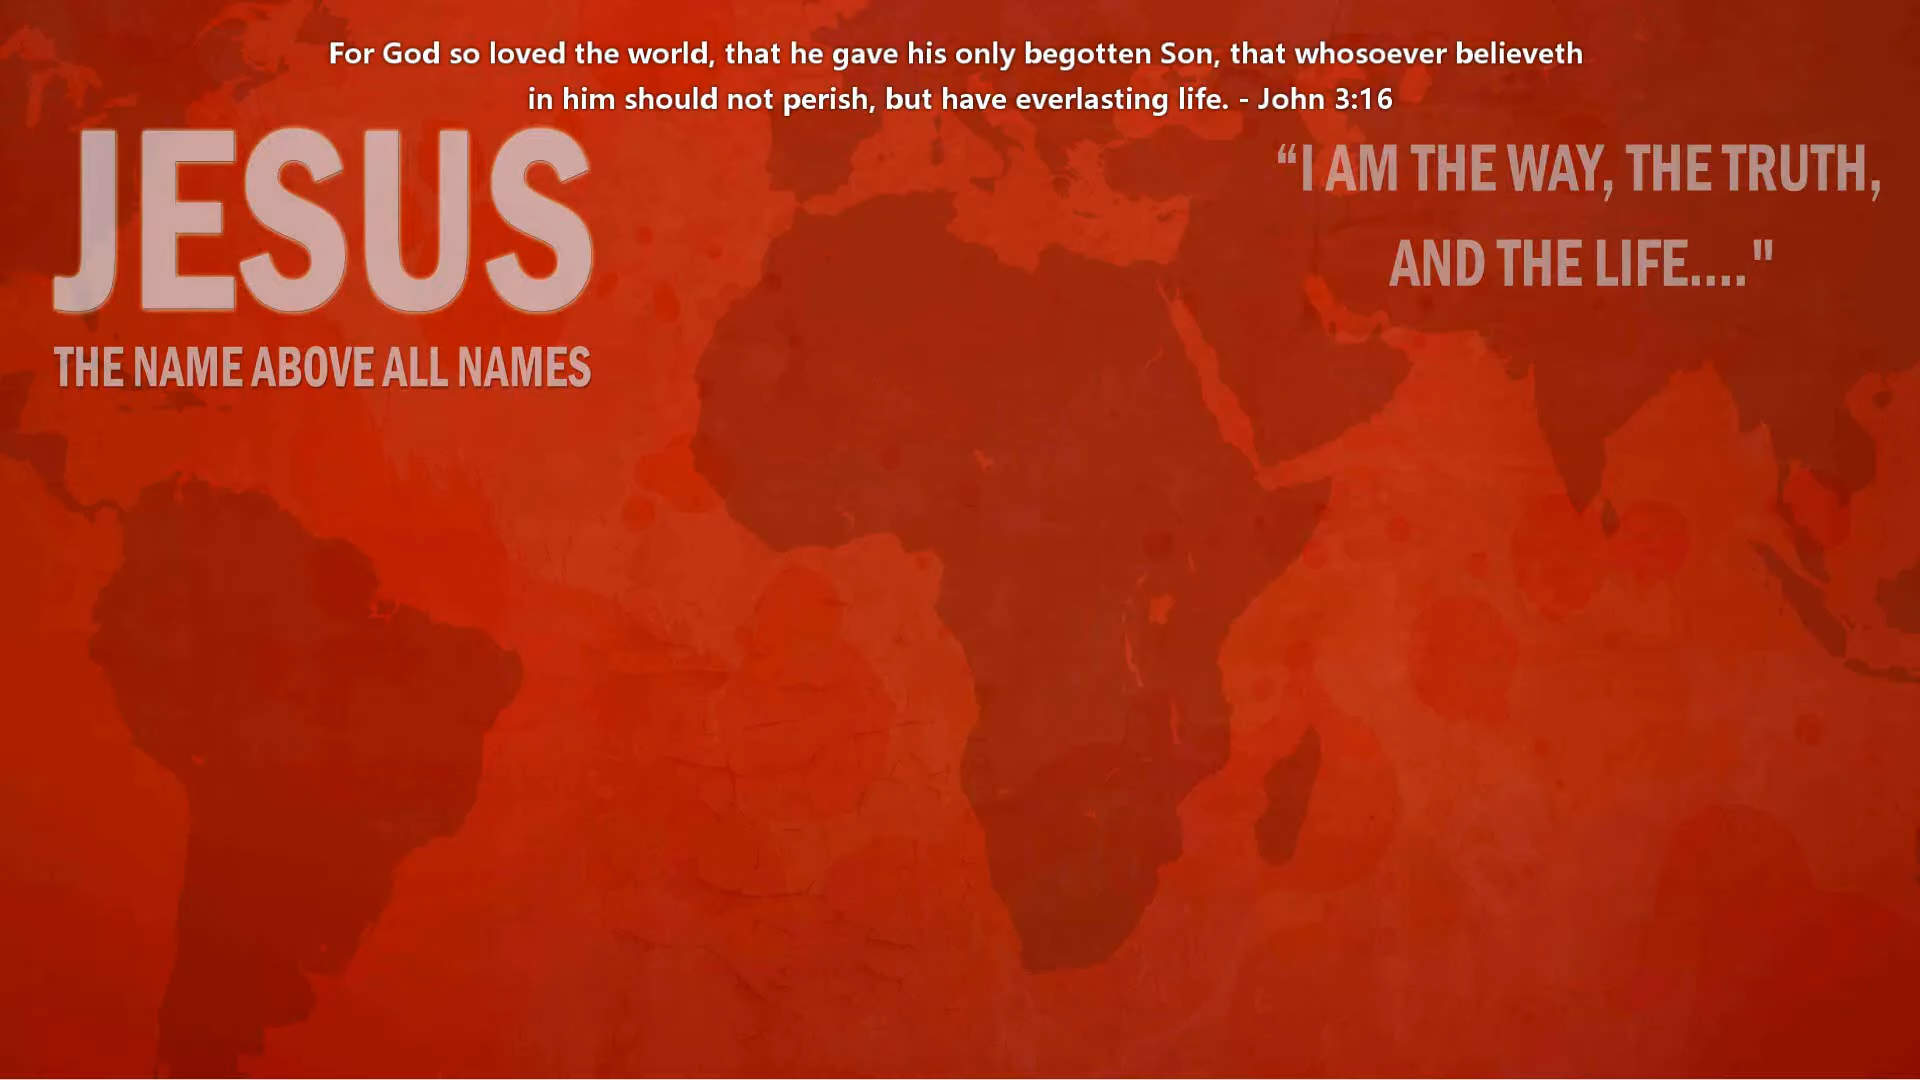 For God so loved the world, that he gave his only begotten Son, that whosoever believeth
in him should not perish, but have everlasting life. - John 3:16
JESUS
THE NAME ABOVE ALL NAMES
“I AM THE WAY, THE TRUTH,
AND THE LIFE...."